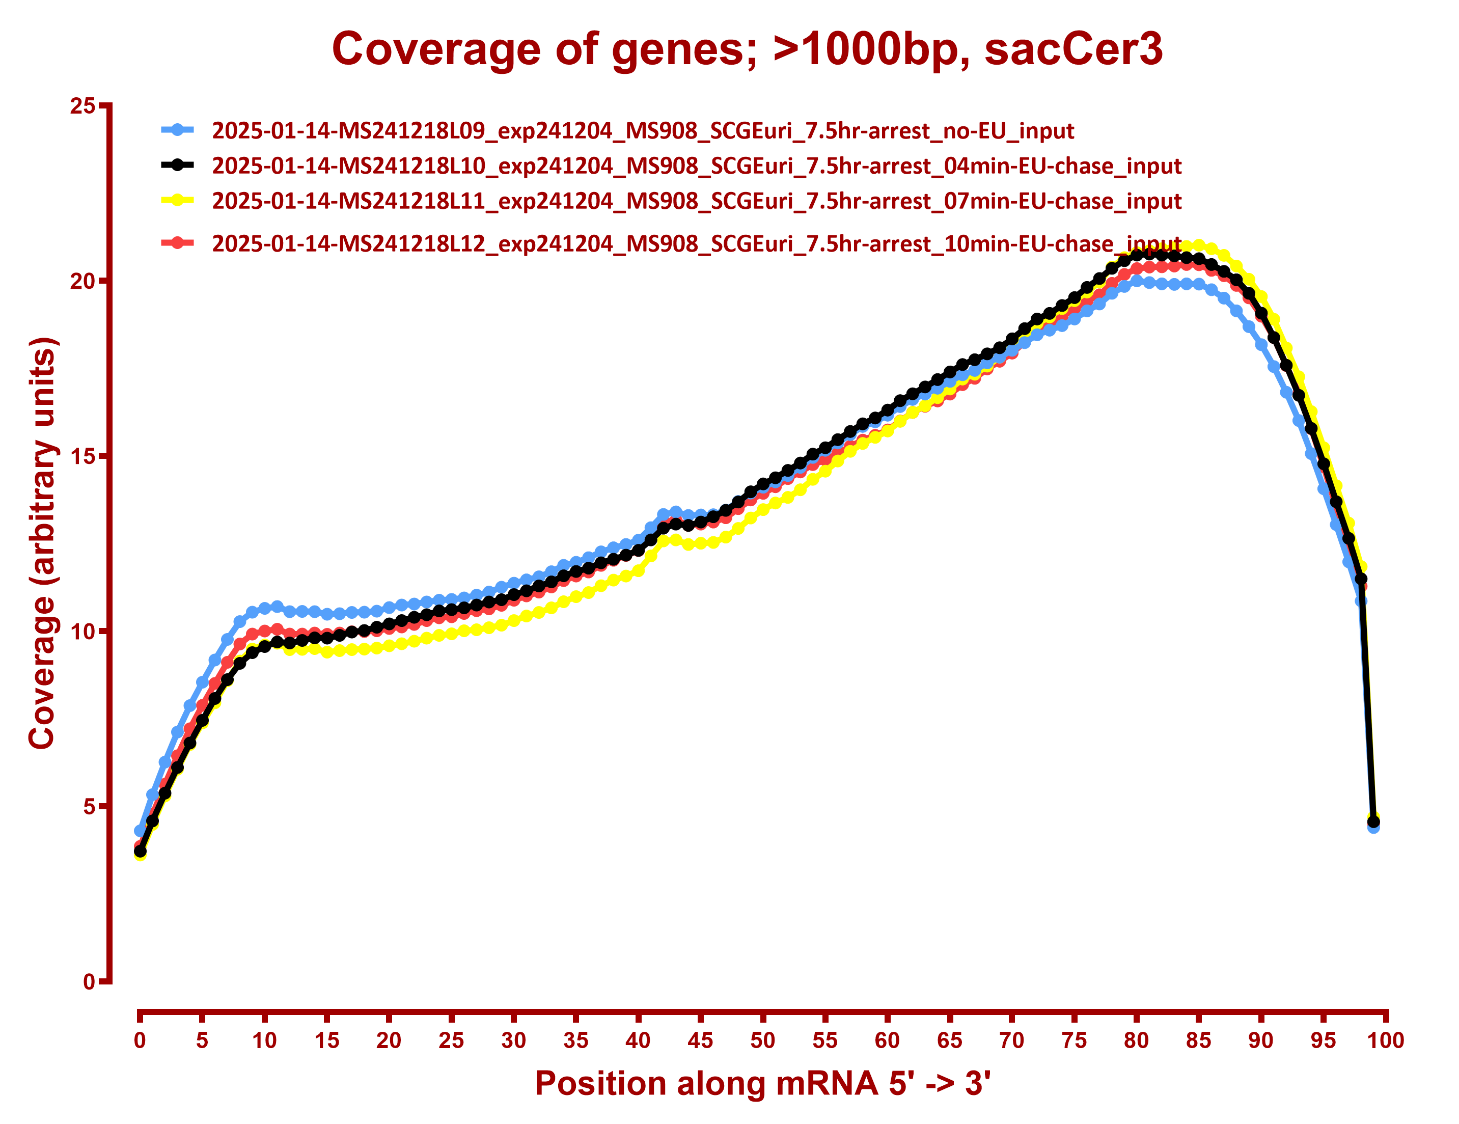 Coverage of genes; >1000bp, sacCer3
25
2025-01-14-MS241218L09_exp241204_MS908_SCGEuri_7.5hr-arrest_no-EU_input
2025-01-14-MS241218L10_exp241204_MS908_SCGEuri_7.5hr-arrest_04min-EU-chase_input
2025-01-14-MS241218L11_exp241204_MS908_SCGEuri_7.5hr-arrest_07min-EU-chase_input
2025-01-14-MS241218L12_exp241204_MS908_SCGEuri_7.5hr-arrest_10min-EU-chase_input
20
15
10
5
0
Coverage (arbitrary units)
0 5 10 15 20 25 30 35 40 45 50 55 60 65 70 75 80 85 90 95 100
Position along mRNA 5' -> 3'